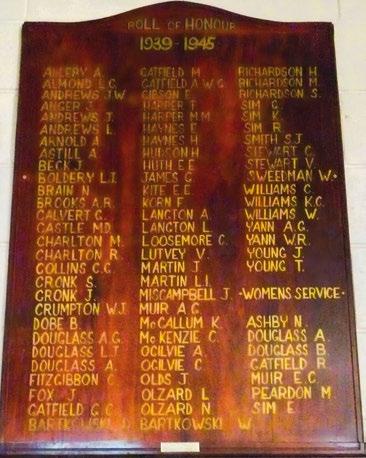 ROLL OF HONOUR
1939-1945
AILERY A.
ALMOND L.G.
ANDREWS J.W.
ANGER J.
ANDREWS J.
ANDREWS L.
ARNOLD A.
ASTILL A.
BECK J.
BOLDERY L.I.
BRAIN N.
BROOKS A.R.
CALVERT G.
CASTLE M.D.
CHARLTON M.
CHARLTON R.
COLLINS C.C.
CRONK S.
CRONK J.
CRUMPTON W.J.
DOBE B.
DOUGLASS A.G.
DOUGLASS L.J.
DOUGLASS A.
FITZGIBBON C.
FOX J.
GATFIELD G.C.
BARTKOWSKI
GATFIELD M.
GATFIELD A.W.G.
GIBSON E.
HARPER T.
HARPER M.M.
HAYNES E.
HAYNES H.
HUDSON H.
HUTH E.E.
JAMES G.
KITE E.E.
KORN F.
LANGTON A.
LANGTON L.
LOOSEMORE C.
LUTVEY V.
MARTIN J.
MARTIN L.I.
MISCAMPBELL J.
MUIR A.G.
McCALLUM K.
McKENZIE C.
OGILVIE A.
OGILVIE C.
OLDS J.
OLZARD L.
OLZARD N.
BARTKOWSKI W.
RICHARDSON H.
RICHARDSON M.
RICHARDSON S.
SIM G.
SIM K.
SIM R.
SMITH S.J.
STEWART C.
STEWART V.
SWEEDMAN W.
WILLIAMS C.
WILLIAMS K.G.
WILLIAMS W.
YANN A.G.
YANN W.R.
YOUNG J.
YOUNG T.
-WOMENS SERVICE-
ASHBY N.
DOUGLASS A.
DOUGLASS B.
GATFIELD R.
MUIR E.C.
PEARDON M.
SIM E.